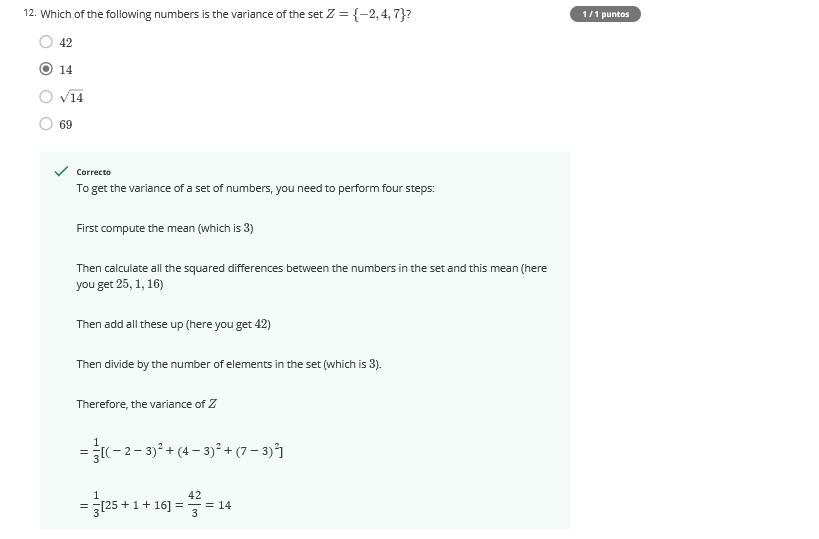 12. Which of the following numbers is the variance of the set Z = {−2, 4, 7}?
1 / 1 puntos
42
14
√14
69
Correcto
To get the variance of a set of numbers, you need to perform four steps:
First compute the mean (which is 3)
Then calculate all the squared differences between the numbers in the set and this mean (here
you get 25, 1, 16)
Then add all these up (here you get 42)
Then divide by the number of elements in the set (which is 3).
Therefore, the variance of Z
= 1/3[( − 2 − 3)² + (4 − 3)² + (7 − 3)²]
= 1/3[25 + 1 + 16] = 42/3 = 14